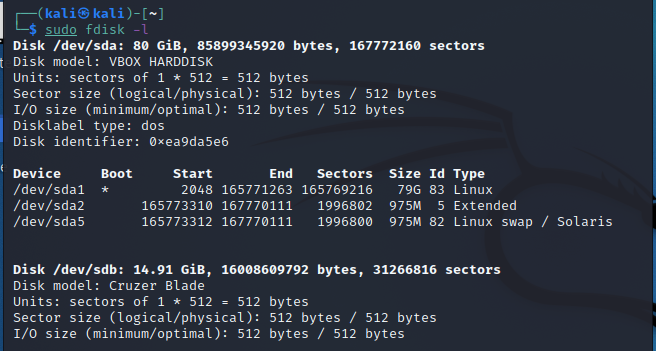 ┌──(kali㉿kali)-[~]
└─$ sudo fdisk -l
Disk /dev/sda: 80 GiB, 85899345920 bytes, 167772160 sectors
Disk model: VBOX HARDDISK
Units: sectors of 1 * 512 = 512 bytes
Sector size (logical/physical): 512 bytes / 512 bytes
I/O size (minimum/optimal): 512 bytes / 512 bytes
Disklabel type: dos
Disk identifier: 0×ea9da5e6
Device     Boot     Start       End   Sectors  Size Id Type
/dev/sda1  *         2048 165771263 165769216   79G 83 Linux
/dev/sda2       165773310 167770111   1996802  975M  5 Extended
/dev/sda5       165773312 167770111   1996800  975M 82 Linux swap / Solaris
Disk /dev/sdb: 14.91 GiB, 16008609792 bytes, 31266816 sectors
Disk model: Cruzer Blade
Units: sectors of 1 * 512 = 512 bytes
Sector size (logical/physical): 512 bytes / 512 bytes
I/O size (minimum/optimal): 512 bytes / 512 bytes